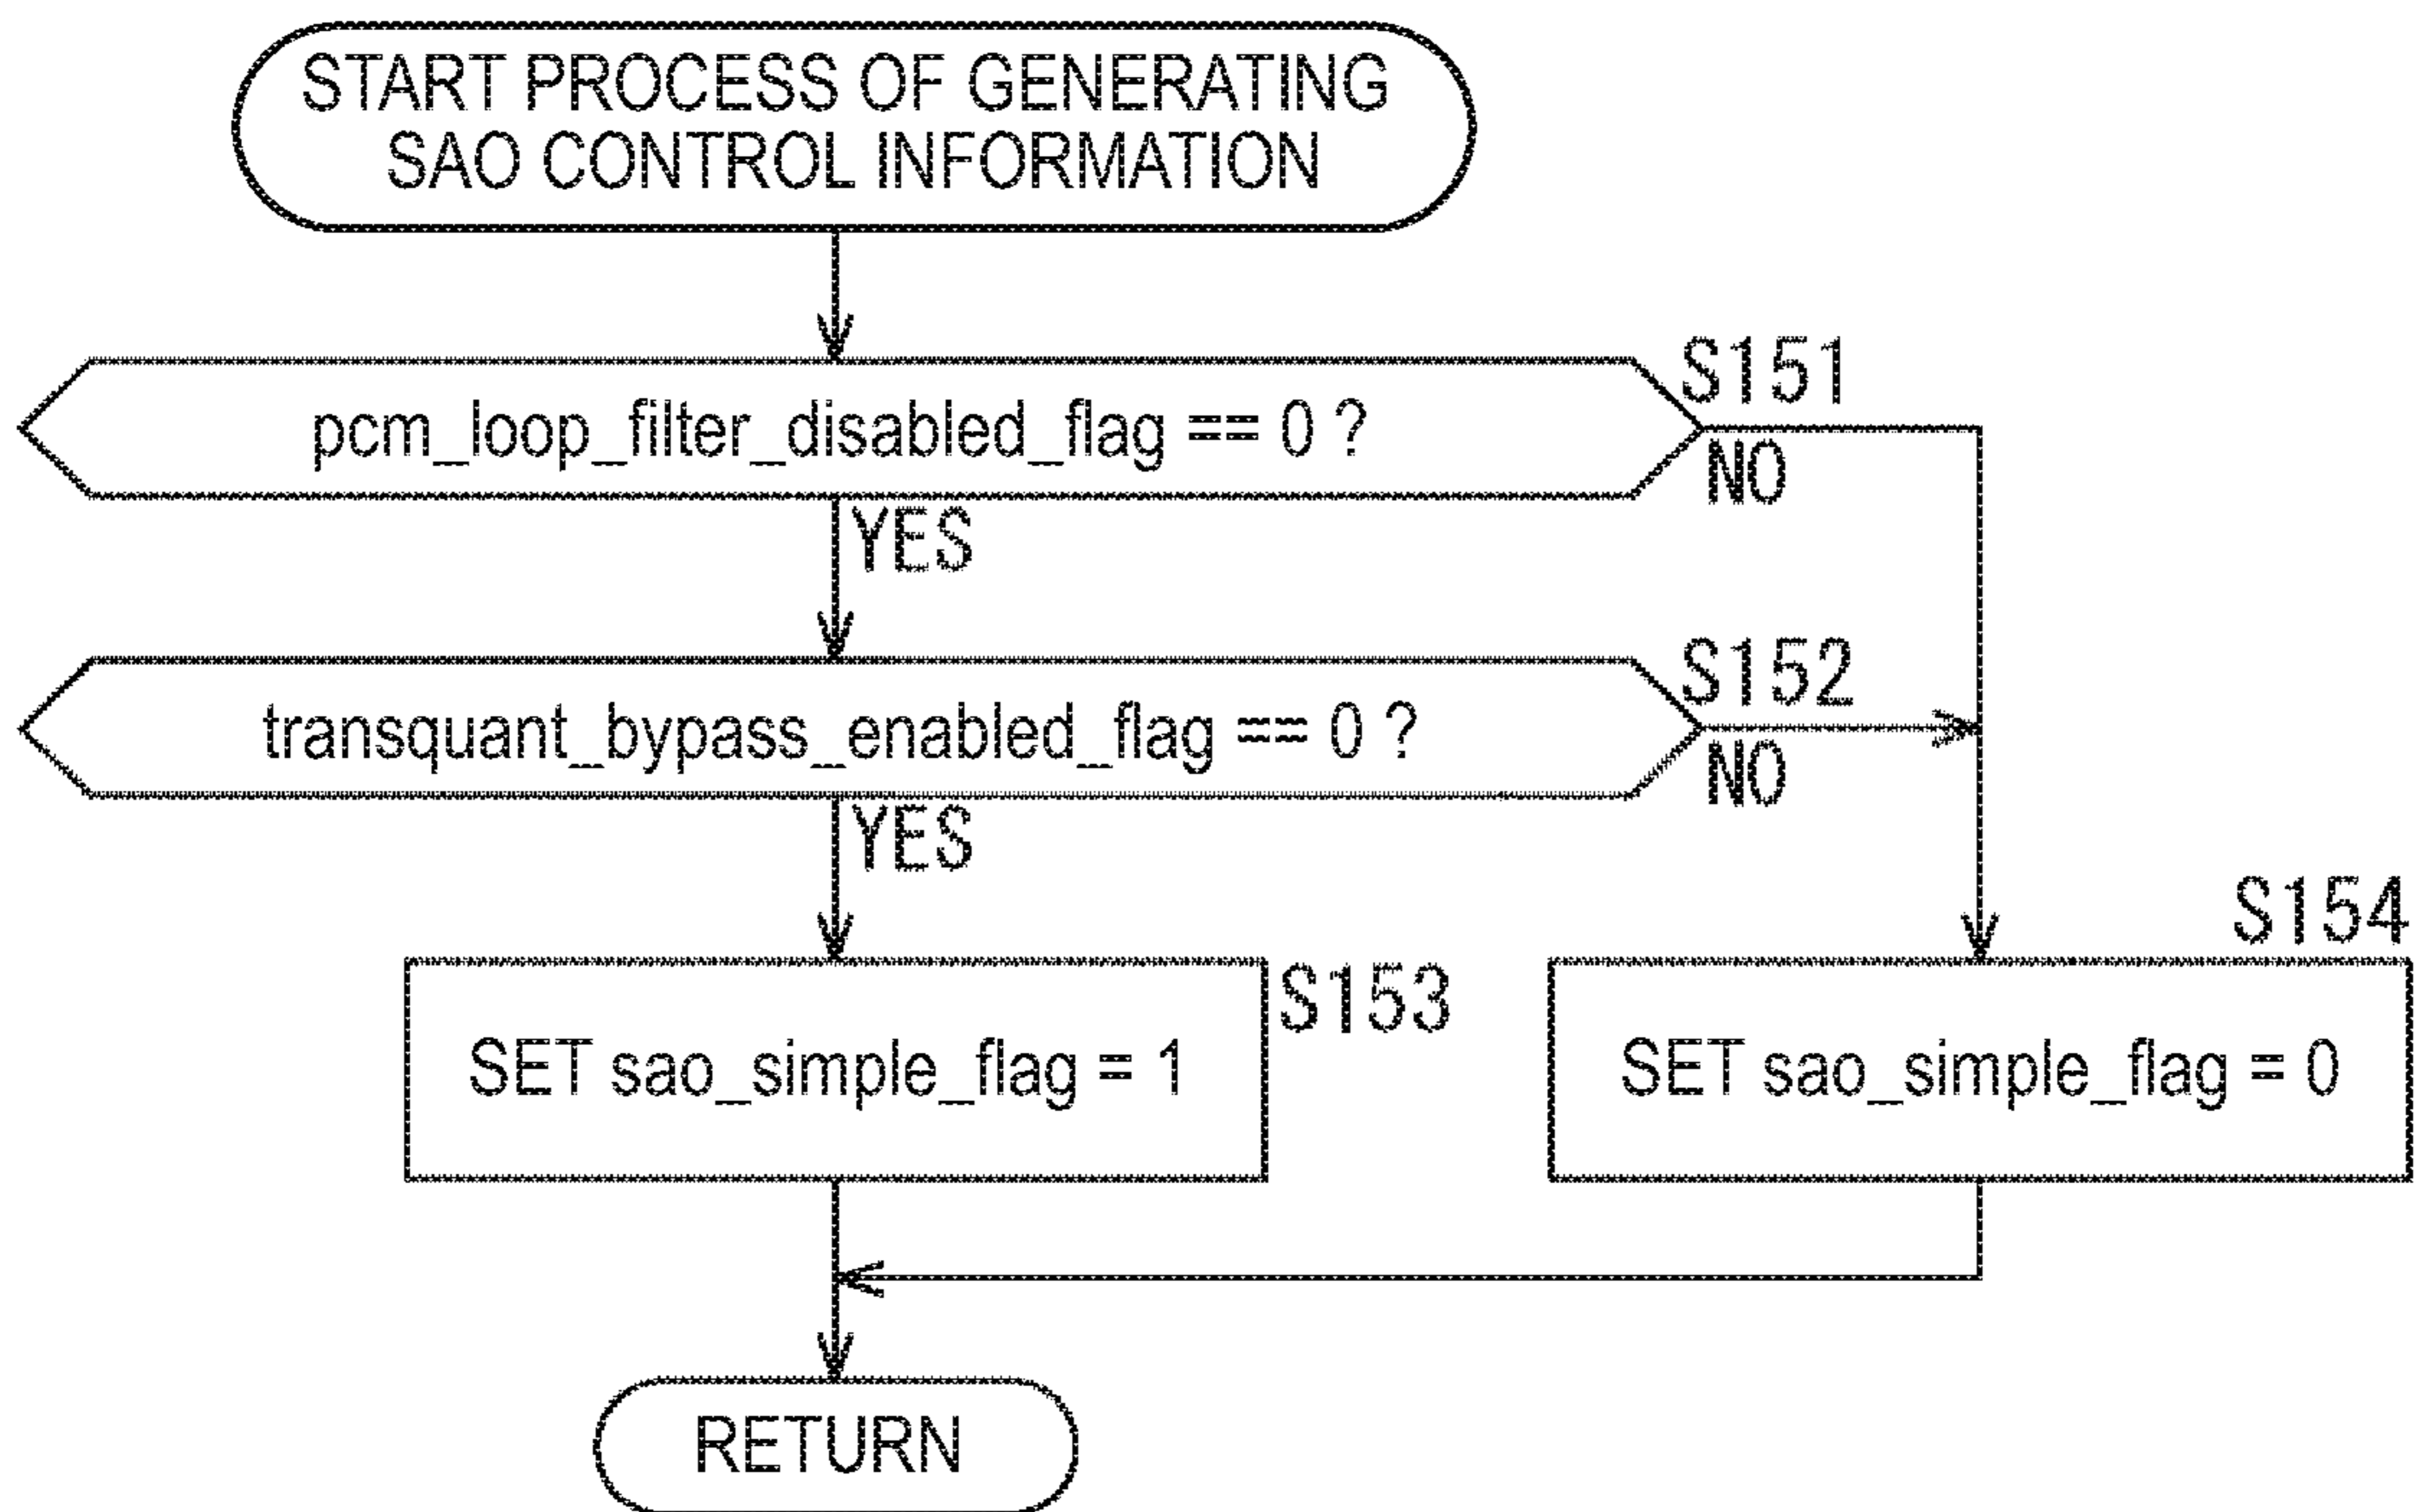 START PROCESS OF GENERATING
SAO CONTROL INFORMATION
S151
pcm_loop_filter_disabled_flag == 0 ?
NO
YES
S152
transquant_bypass_enabled_flag == 0 ?
NO
YES
S154
S153
SET sao_simple_flag = 1
SET sao_simple_flag = 0
RETURN